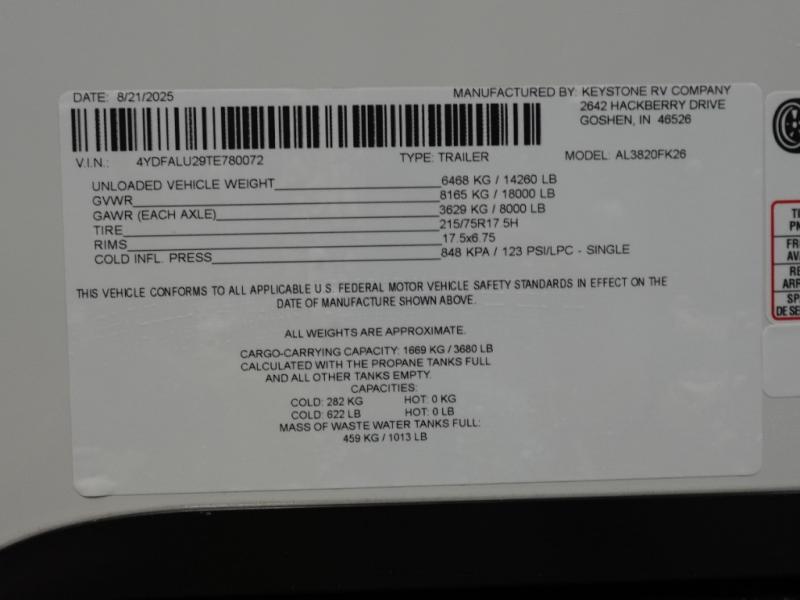 DATE: 8/21/2025
MANUFACTURED BY: KEYSTONE RV COMPANY
2642 HACKBERRY DRIVE
GOSHEN, IN 46526
V.I.N.: 4YDFALU29TE780072 TYPE: TRAILER MODEL: AL3820FK26
UNLOADED VEHICLE WEIGHT 6468 KG / 14260 LB
GVWR 8165 KG / 18000 LB
GAWR (EACH AXLE) 3629 KG / 8000 LB
TIRE 215/75R17.5H
RIMS 17.5x6.75
COLD INFL. PRESS 848 KPA / 123 PSI/LPC - SINGLE
THIS VEHICLE CONFORMS TO ALL APPLICABLE U.S. FEDERAL MOTOR VEHICLE SAFETY STANDARDS IN EFFECT ON THE
DATE OF MANUFACTURE SHOWN ABOVE.
ALL WEIGHTS ARE APPROXIMATE.
CARGO-CARRYING CAPACITY: 1669 KG / 3680 LB
CALCULATED WITH THE PROPANE TANKS FULL
AND ALL OTHER TANKS EMPTY.
CAPACITIES:
COLD: 282 KG HOT: 0 KG
COLD: 622 LB HOT: 0 LB
MASS OF WASTE WATER TANKS FULL:
459 KG / 1013 LB